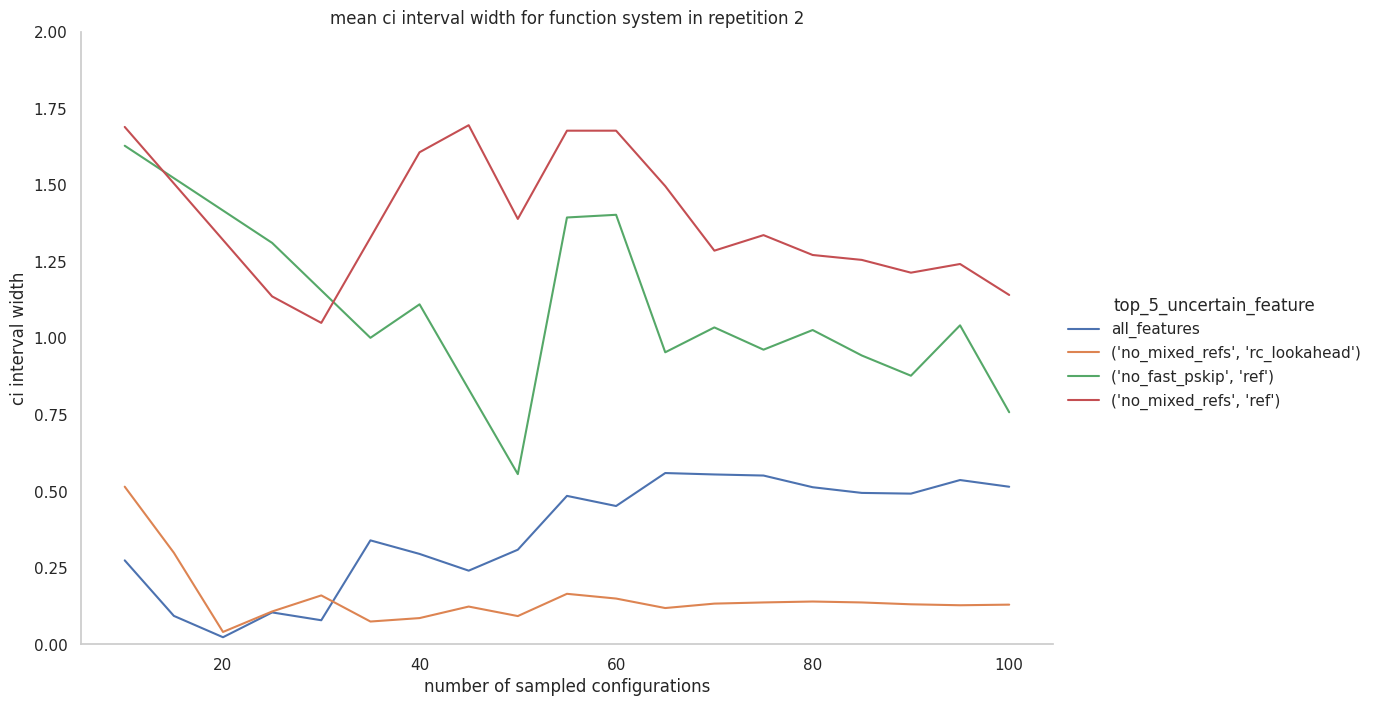 mean ci interval width for function system in repetition 2
2.00
1.75
1.50
1.25
1.00
0.75
0.50
0.25
0.00
ci interval width
20
40
60
80
100
number of sampled configurations
top_5_uncertain_feature
all_features
('no_mixed_refs', 'rc_lookahead')
('no_fast_pskip', 'ref')
('no_mixed_refs', 'ref')